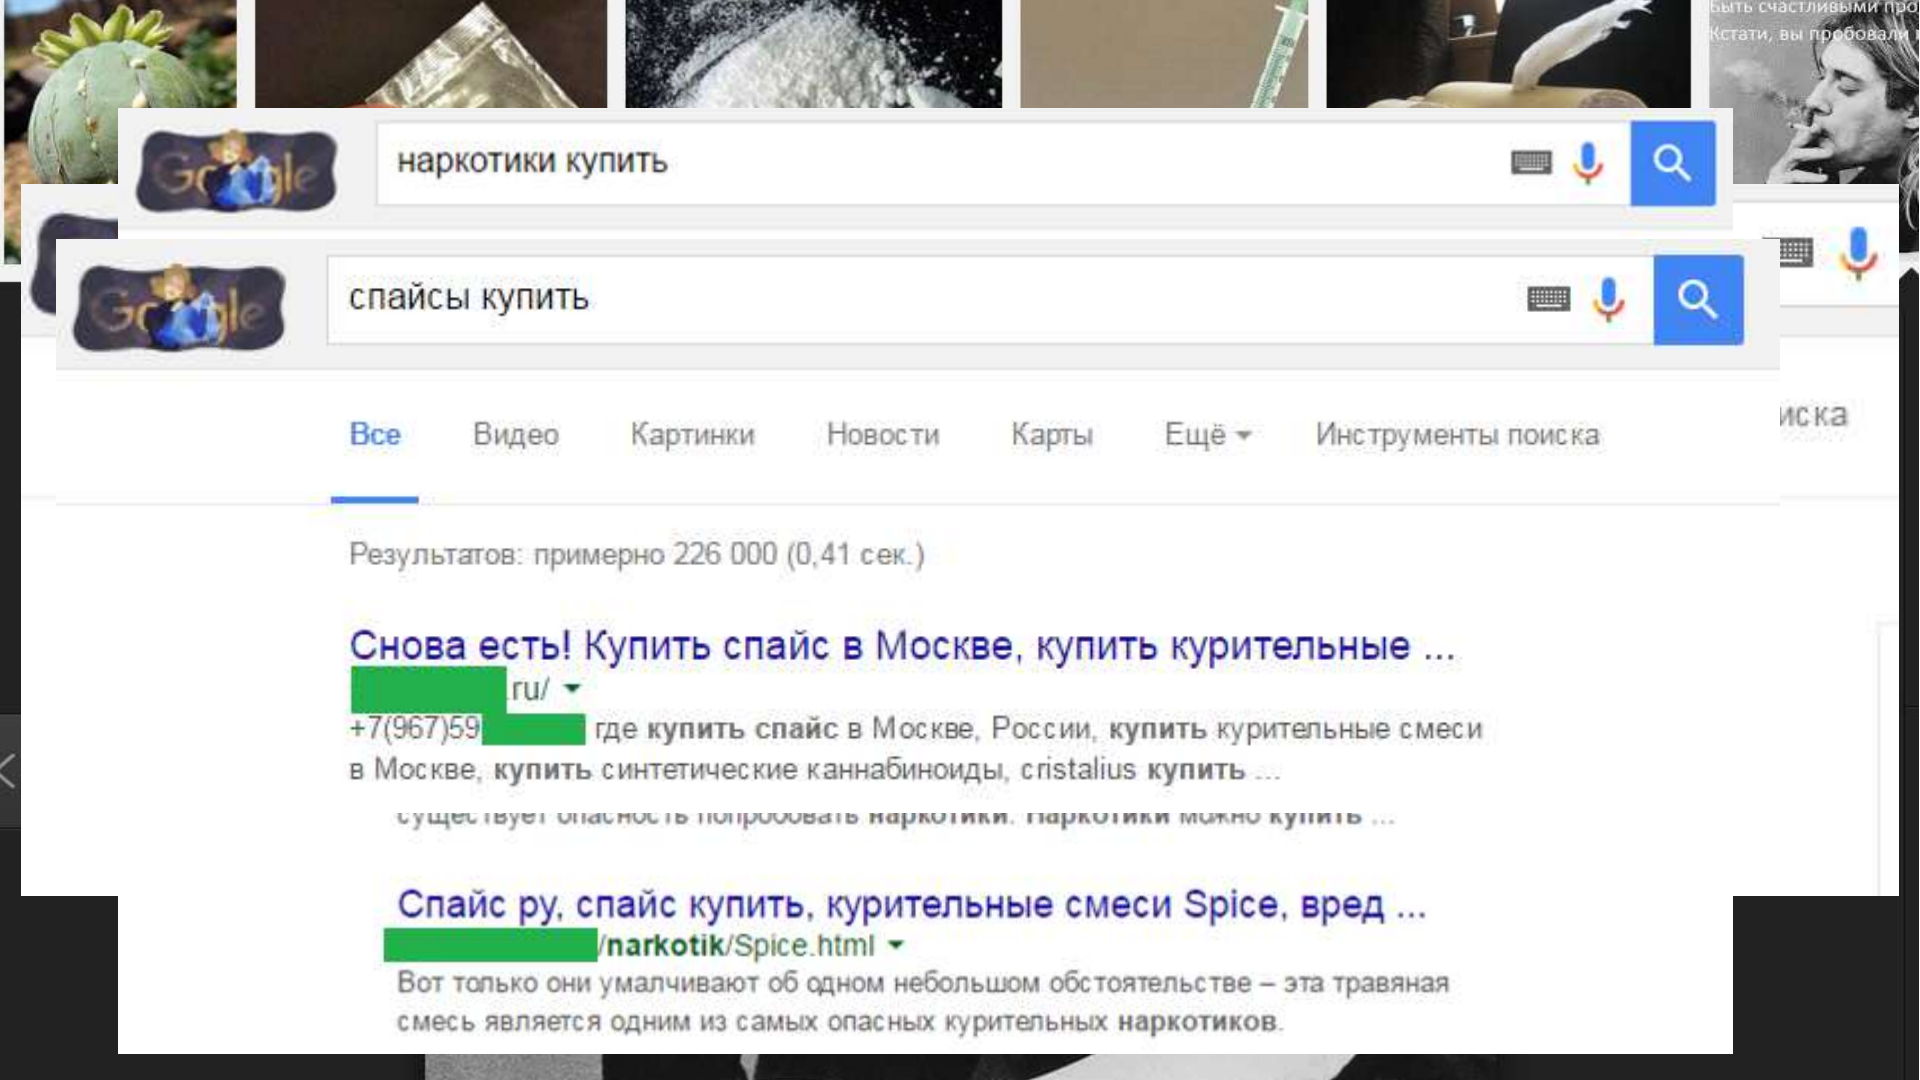 Быть счастливыми про
Кстати, вы пробовали
Google
наркотики купить
Google
спайсы купить
Все Видео Картинки Новости Карты Ещё Инструменты поиска
иска
Результатов: примерно 226 000 (0,41 сек.)
Снова есть! Купить спайс в Москве, купить курительные ...
.ru/
+7(967)59 где купить спайс в Москве, России, купить курительные смеси
в Москве, купить синтетические каннабиноиды, cristalius купить ...
существует опасность попробовать наркотики. Наркотики можно купить ...
Спайс ру, спайс купить, курительные смеси Spice, вред ...
/narkotik/Spice.html
Вот только они умалчивают об одном небольшом обстоятельстве – эта травяная
смесь является одним из самых опасных курительных наркотиков.